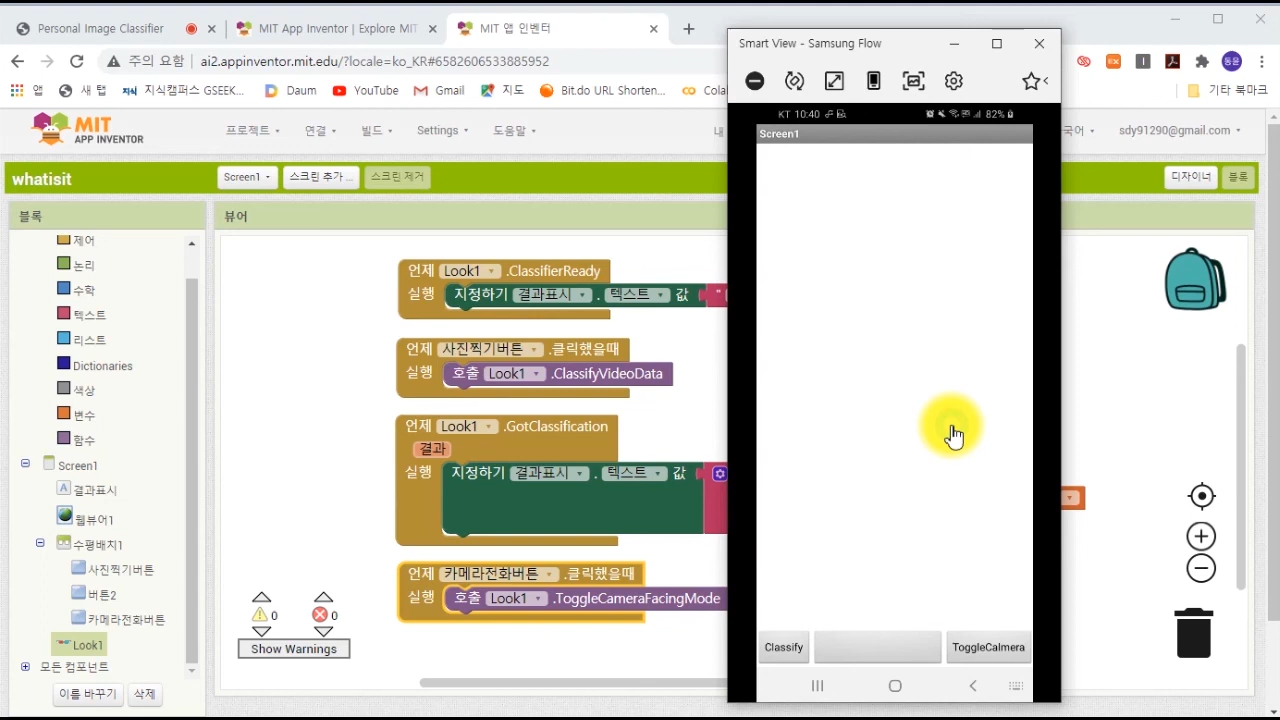 Personal Image Classifier
MIT App Inventor | Explore MIT
MIT 앱 인벤터
주의 요함
ai2.appinventor.mit.edu/?locale=ko_KR#6582860533885952
앱
새 탭
지식캠퍼스 GSEEK...
Daum
YouTube
Gmail
지도
Bit.do URL Shorten...
Cola
기타 북마크
MIT
APP INVENTOR
프로젝트
연결
빌드
Settings
도움말
내
국어
sdy91290@gmail.com
whatisit
Screen1
스크린 추가 ...
스크린 제거
디자이너
블록
블록
뷰어
제어
논리
수학
텍스트
리스트
Dictionaries
색상
변수
함수
Screen1
결과표시
웹뷰어1
수평배치1
사진찍기버튼
버튼2
카메라전화버튼
Look1
모든 컴포넌트
이름 바꾸기
삭제
언제 Look1 .ClassifierReady
실행 지정하기 결과표시 . 텍스트 값 "
언제 사진찍기버튼 .클릭했을때
실행 호출 Look1 .ClassifyVideoData
언제 Look1 .GotClassification
결과
실행 지정하기 결과표시 . 텍스트 값
언제 카메라전화버튼 .클릭했을때
실행 호출 Look1 .ToggleCameraFacingMode
0
0
Show Warnings
Smart View - Samsung Flow
KT 10:40
82%
Screen1
Classify
ToggleCalmera